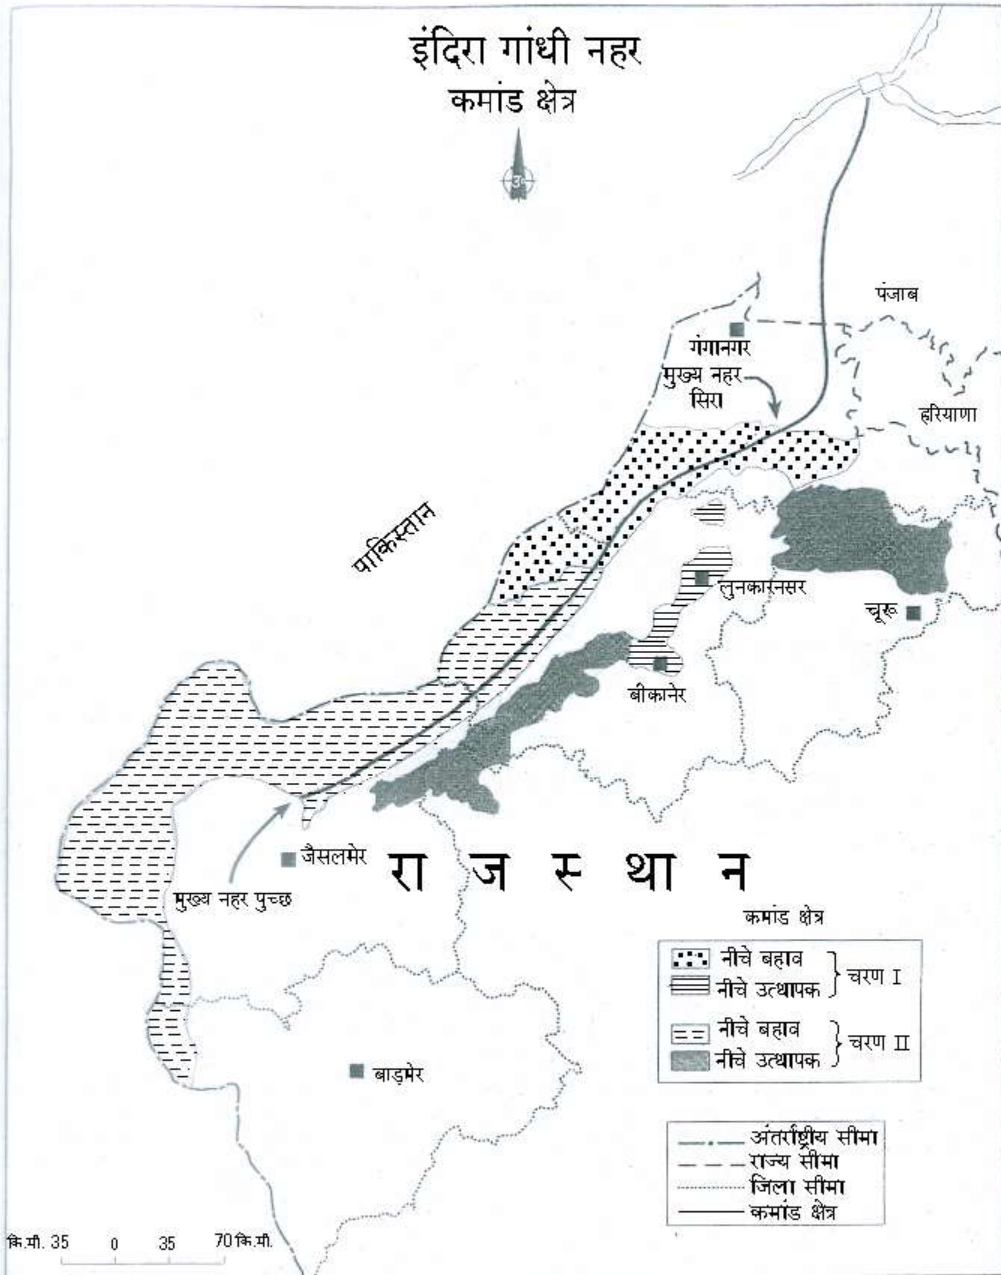 इंदिरा गांधी नहर
कमांड क्षेत्र
उ
पंजाब
गंगानगर
मुख्य नहर
सिरा
हरियाणा
पाकिस्तान
लुनकारनसर
चूरू
बीकानेर
जैसलमेर
राजस्थान
मुख्य नहर पुच्छ
कमांड क्षेत्र
नीचे बहाव
नीचे उत्थापक
चरण I
नीचे बहाव
नीचे उत्थापक
चरण II
बाड़मेर
अंतर्राष्ट्रीय सीमा
राज्य सीमा
जिला सीमा
कमांड क्षेत्र
कि.मी. 35 0 35 70 कि.मी.